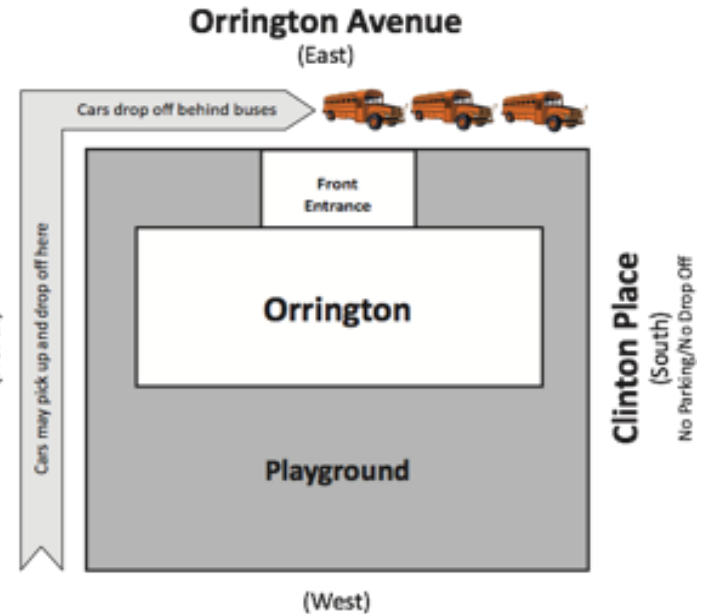 Orrington Avenue
(East)
Cars drop off behind buses
Front
Entrance
Cars may pick up and drop off here
Orrington
Clinton Place
(South)
No Parking/No Drop Off
Playground
(West)